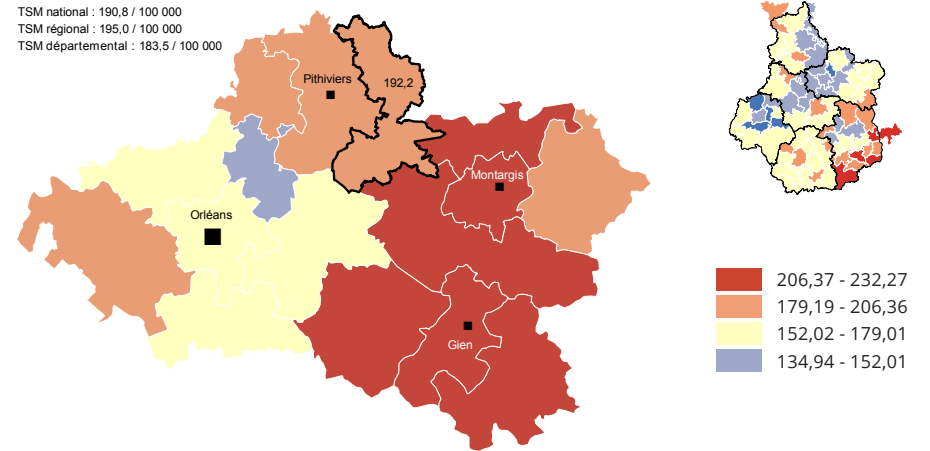 TSM national : 190,8 / 100 000
TSM régional : 195,0 / 100 000
TSM départemental : 183,5 / 100 000
Pithiviers
192,2
Montargis
Orléans
Gien
206,37 - 232,27
179,19 - 206,36
152,02 - 179,01
134,94 - 152,01